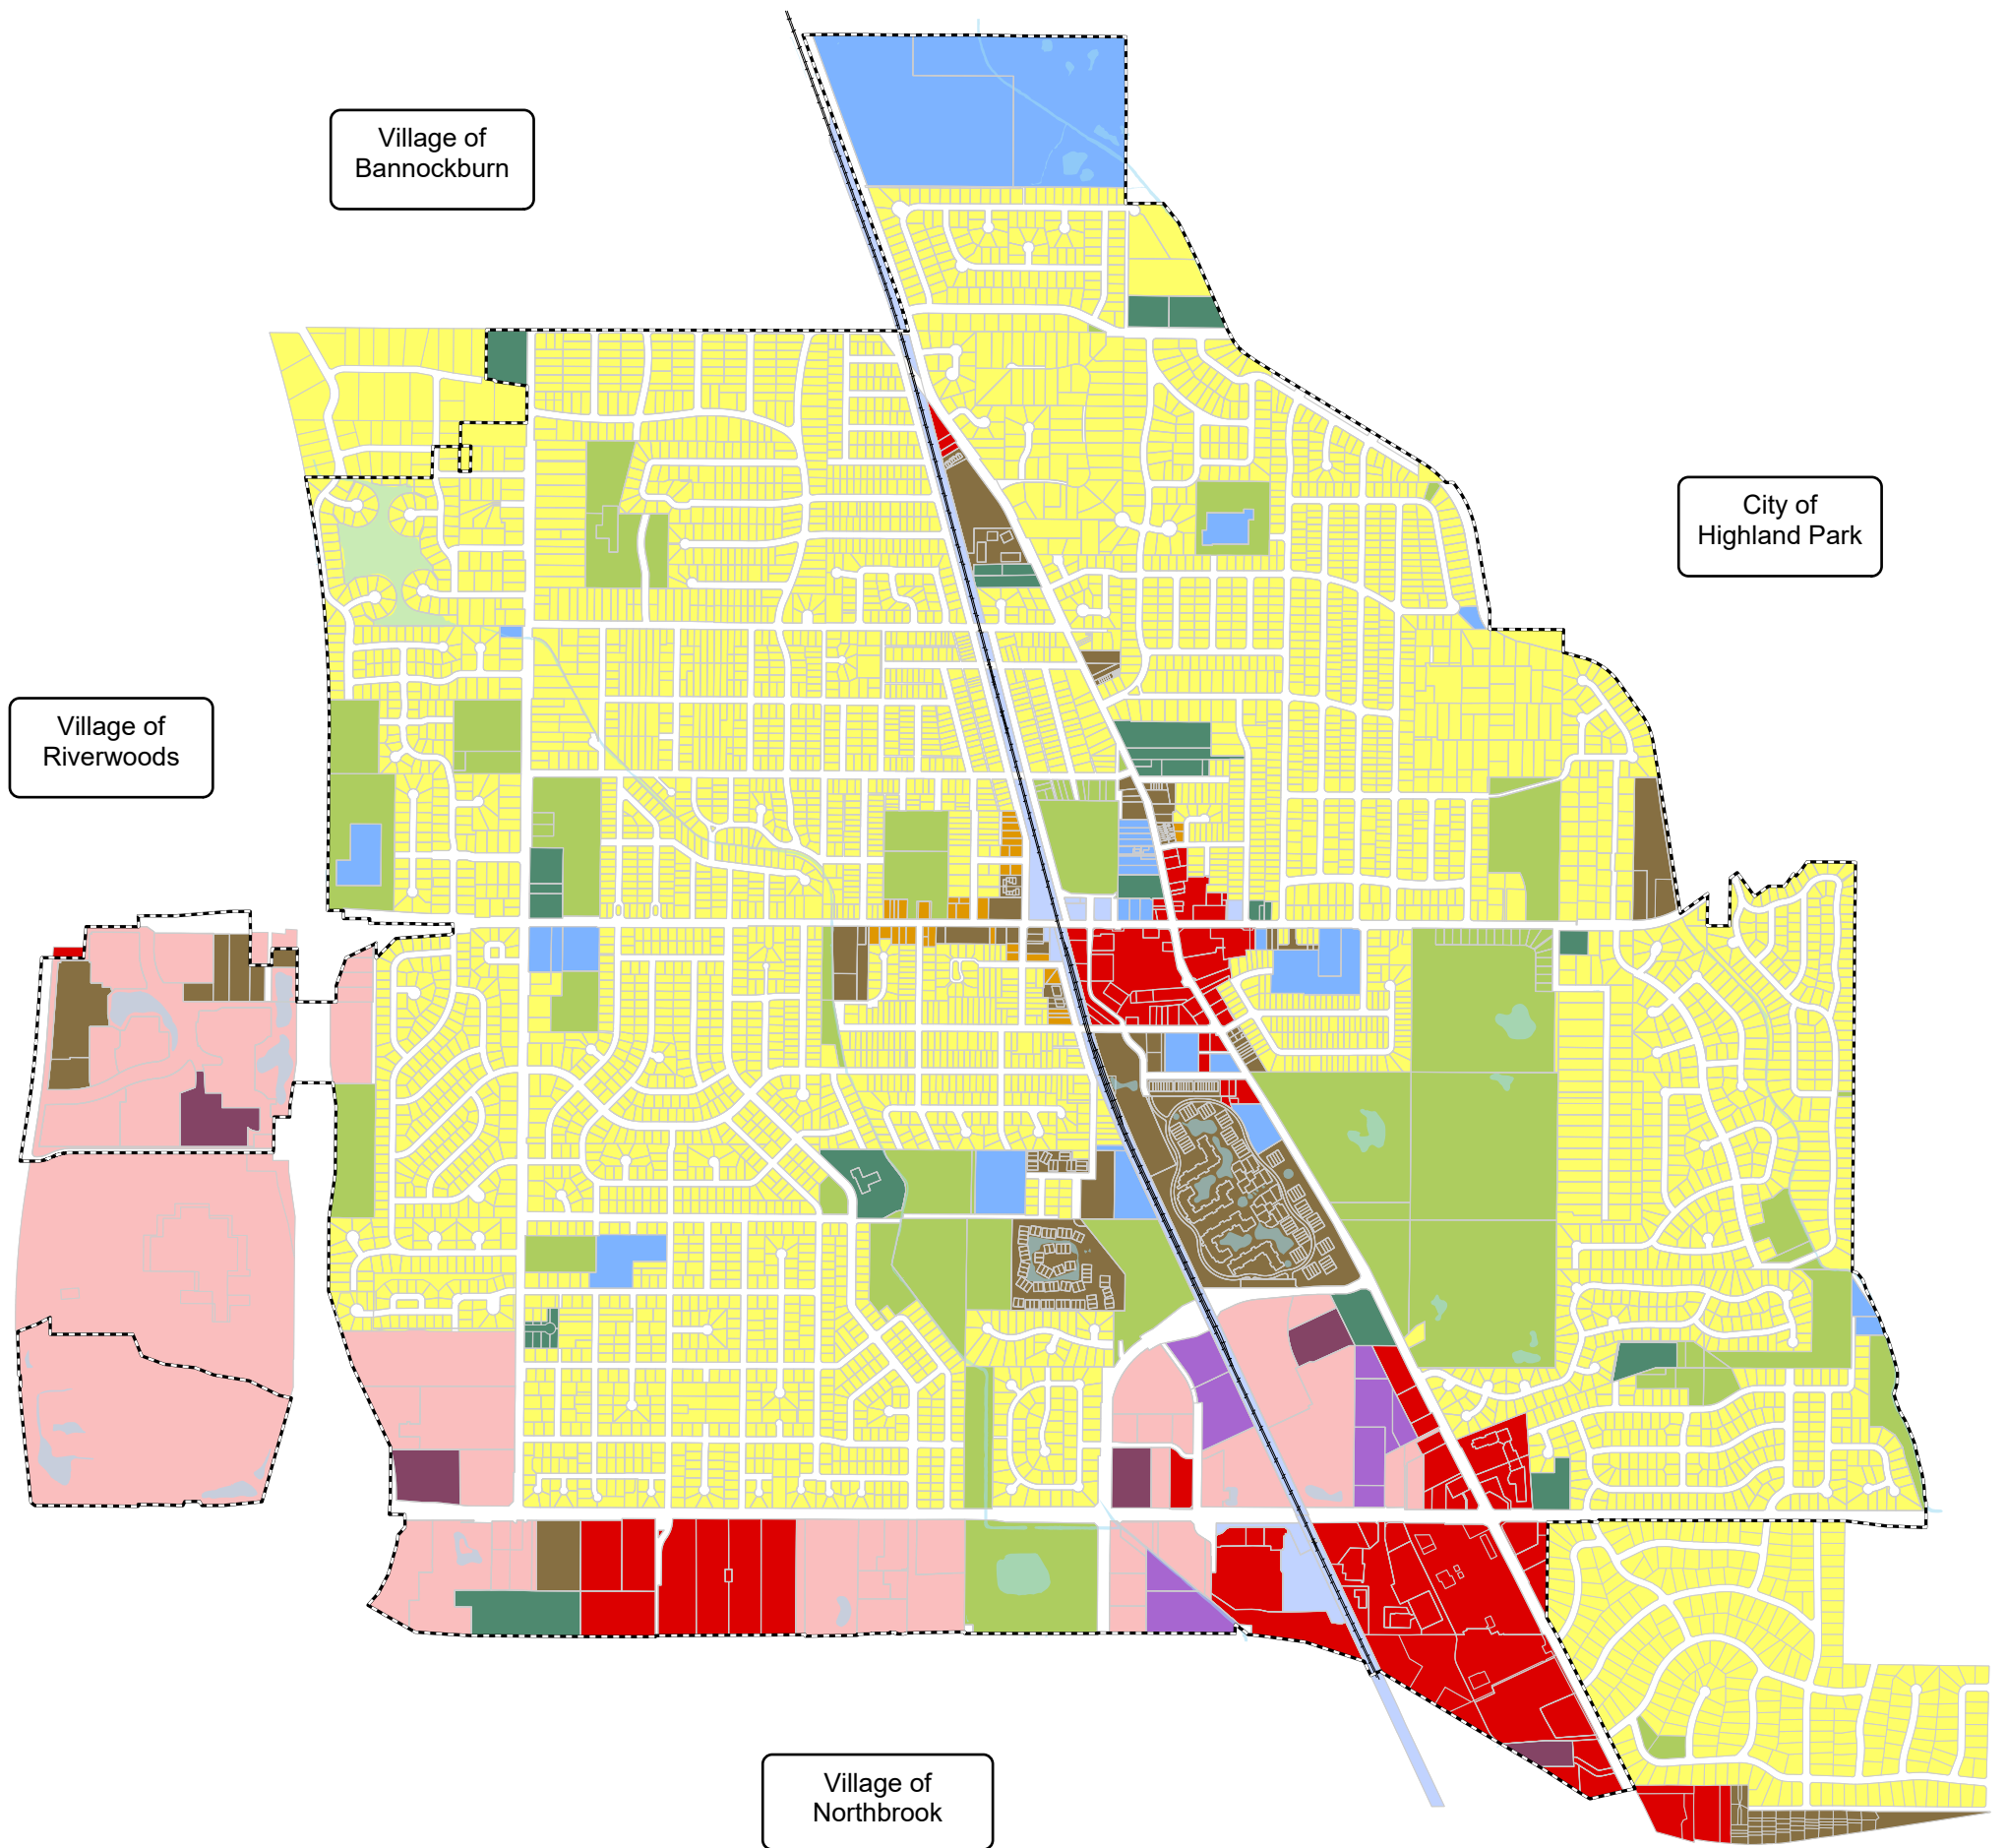 Village of
Bannockburn
City of
Highland Park
Village of
Riverwoods
Village of
Northbrook